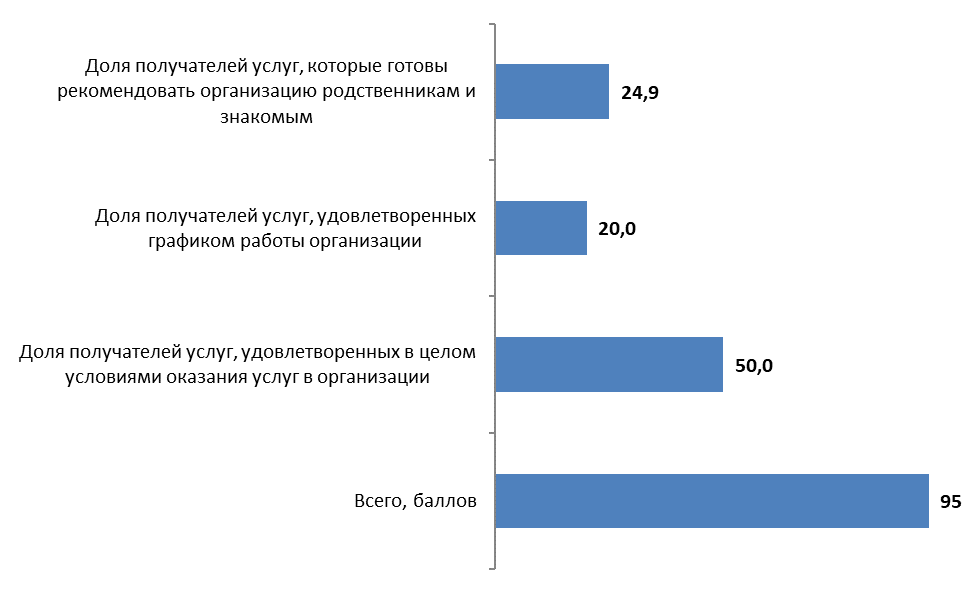 Доля получателей услуг, которые готовы
рекомендовать организацию родственникам и
знакомым
24,9
Доля получателей услуг, удовлетворенных
графиком работы организации
20,0
Доля получателей услуг, удовлетворенных в целом
условиями оказания услуг в организации
50,0
Всего, баллов
95